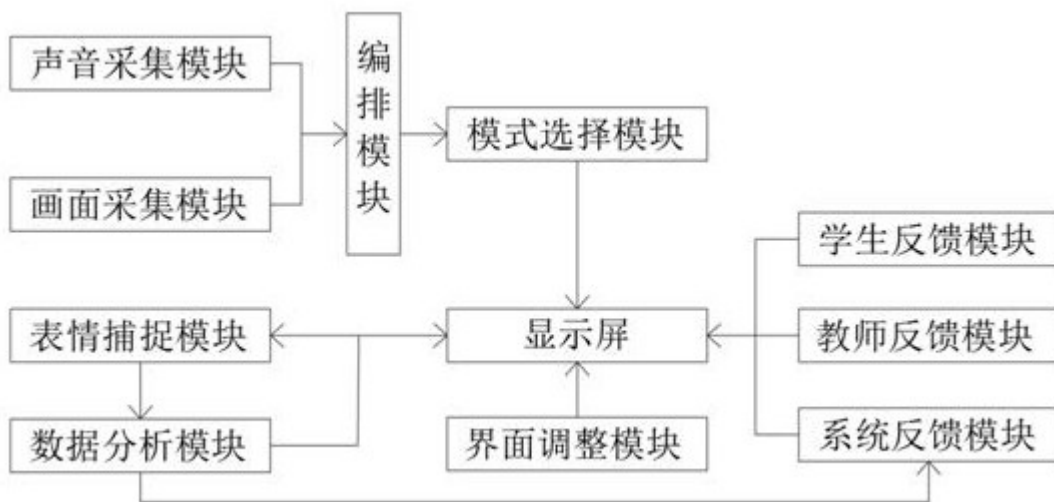 声音采集模块
画面采集模块
编排模块
模式选择模块
学生反馈模块
表情捕捉模块
显示屏
教师反馈模块
数据分析模块
界面调整模块
系统反馈模块